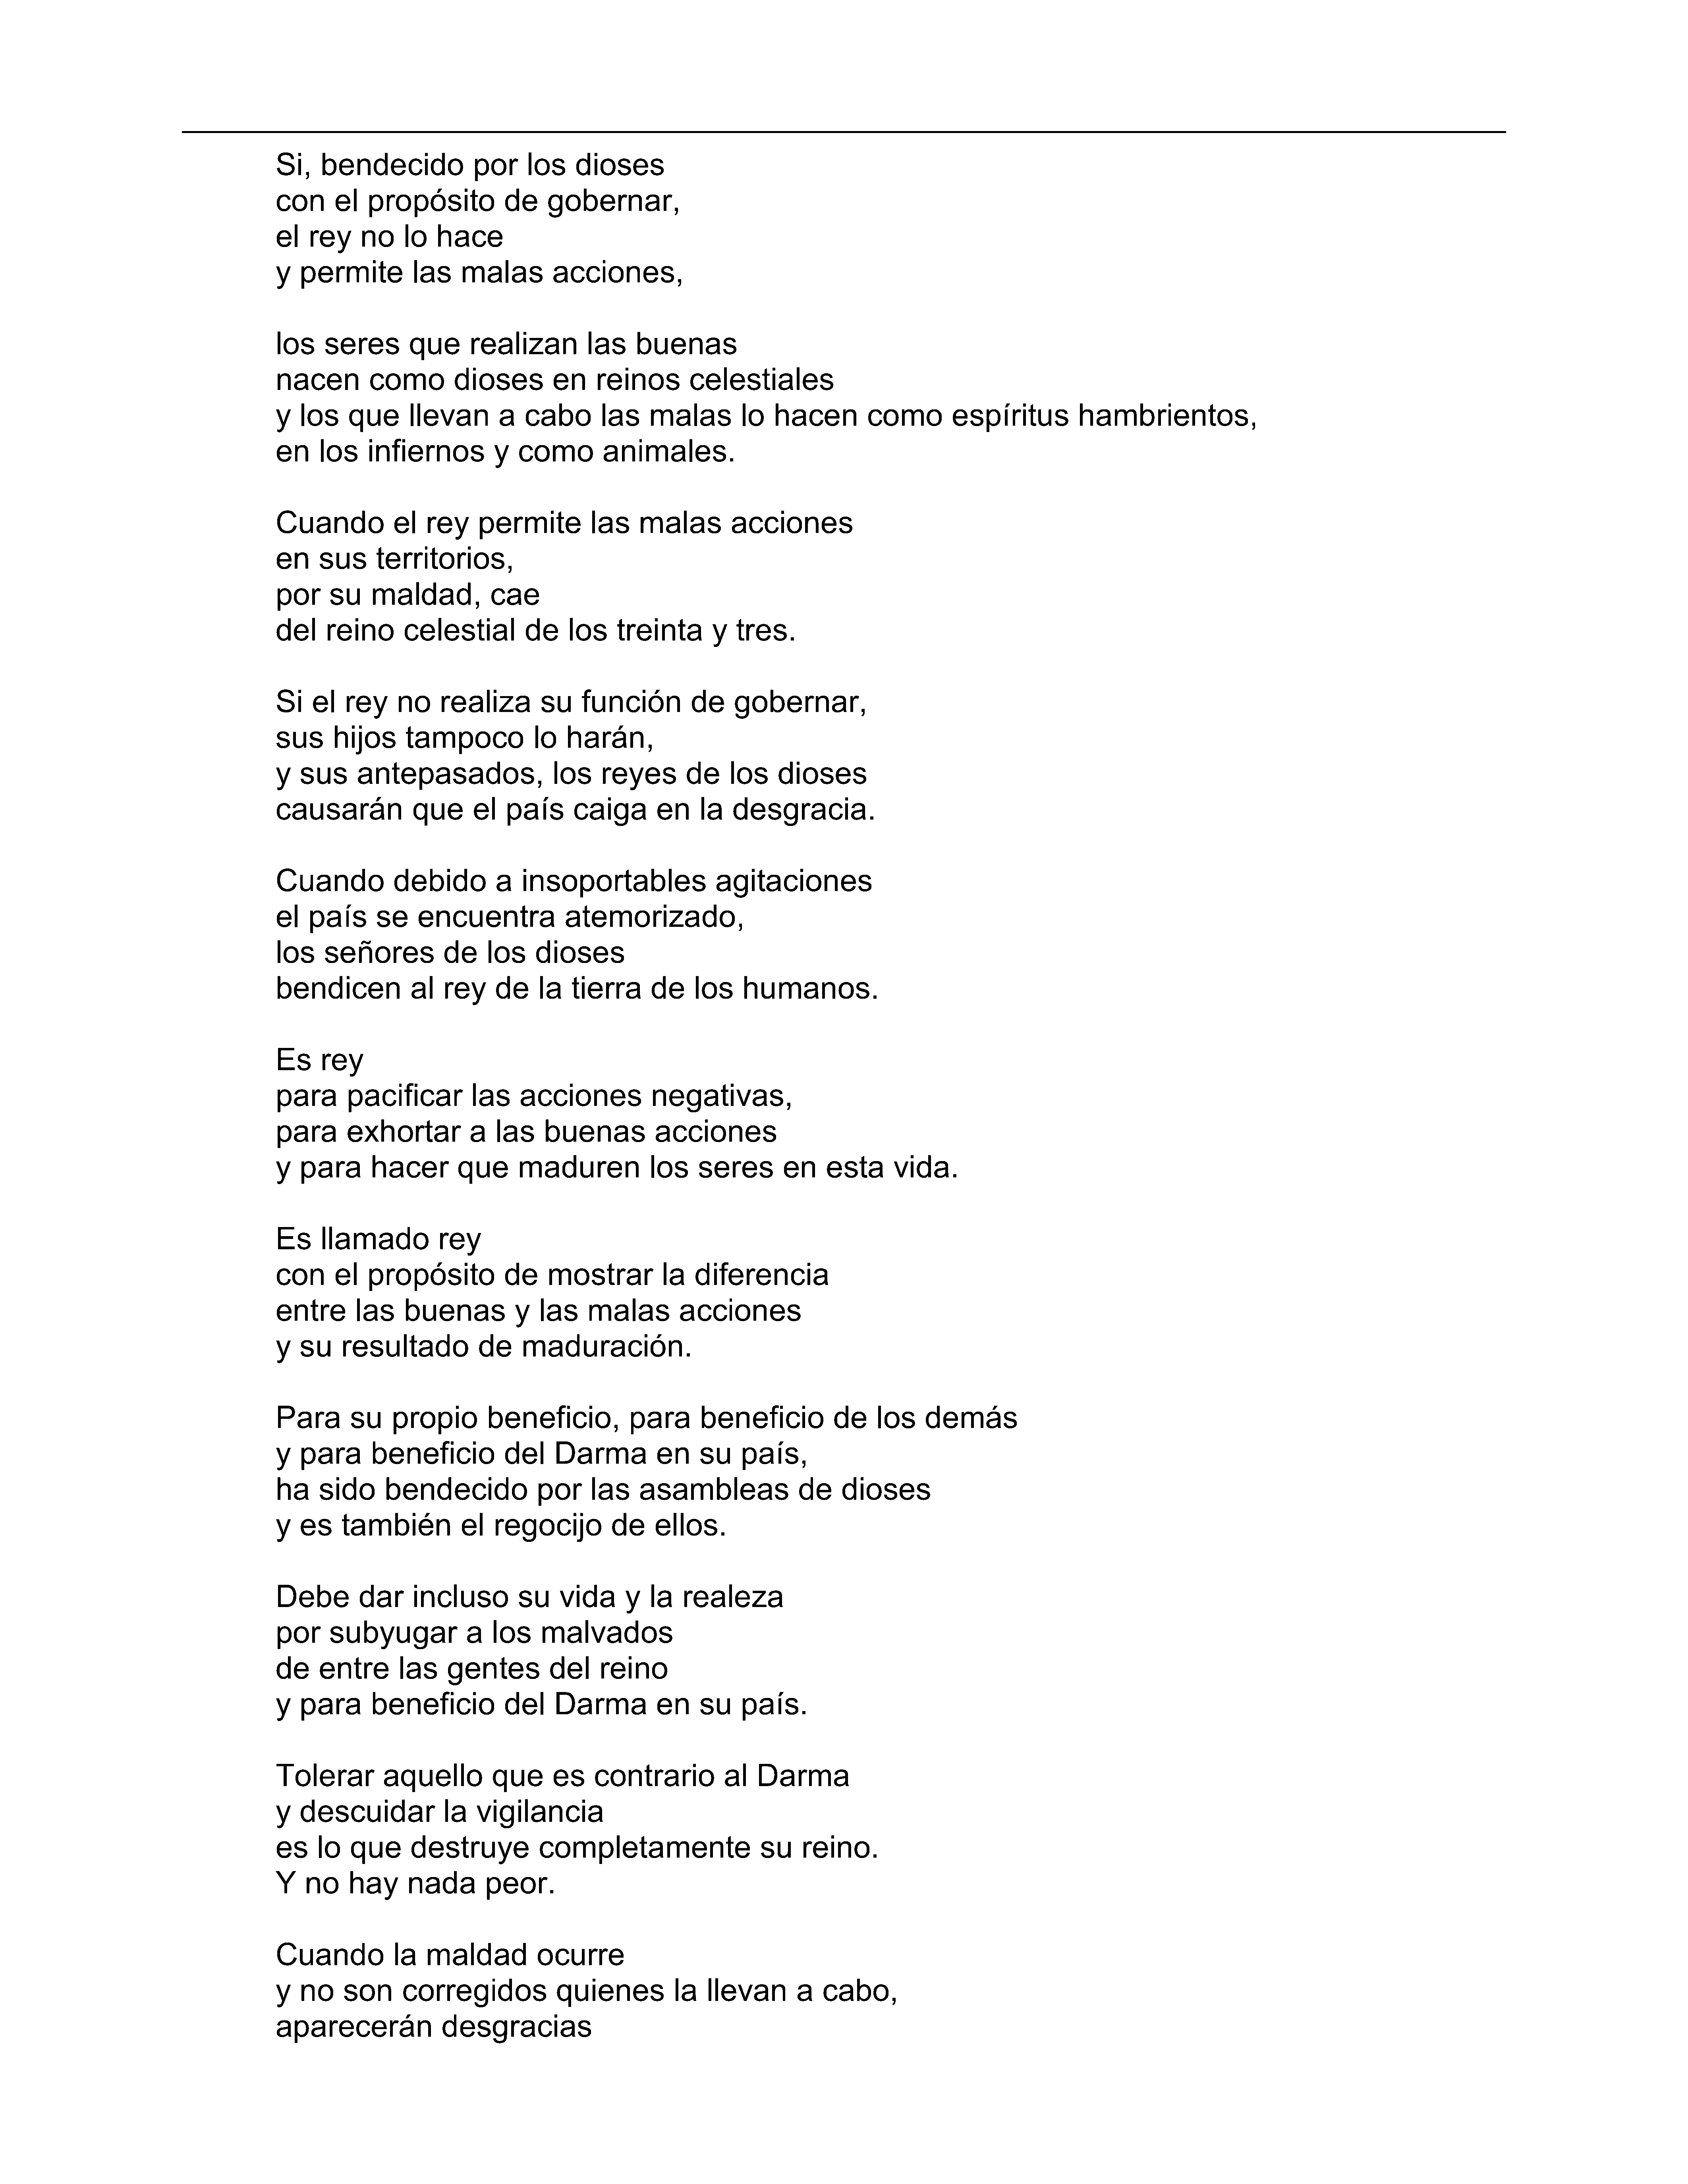 Si, bendecido por los dioses
con el propósito de gobernar,
el rey no lo hace
y permite las malas acciones,

los seres que realizan las buenas
nacen como dioses en reinos celestiales
y los que llevan a cabo las malas lo hacen como espíritus hambrientos,
en los infiernos y como animales.

Cuando el rey permite las malas acciones
en sus territorios,
por su maldad, cae
del reino celestial de los treinta y tres.

Si el rey no realiza su función de gobernar,
sus hijos tampoco lo harán,
y sus antepasados, los reyes de los dioses
causarán que el país caiga en la desgracia.

Cuando debido a insoportables agitaciones
el país se encuentra atemorizado,
los señores de los dioses
bendicen al rey de la tierra de los humanos.

Es rey
para pacificar las acciones negativas,
para exhortar a las buenas acciones
y para hacer que maduren los seres en esta vida.

Es llamado rey
con el propósito de mostrar la diferencia
entre las buenas y las malas acciones
y su resultado de maduración.

Para su propio beneficio, para beneficio de los demás
y para beneficio del Darma en su país,
ha sido bendecido por las asambleas de dioses
y es también el regocijo de ellos.

Debe dar incluso su vida y la realeza
por subyugar a los malvados
de entre las gentes del reino
y para beneficio del Darma en su país.

Tolerar aquello que es contrario al Darma
y descuidar la vigilancia
es lo que destruye completamente su reino.
Y no hay nada peor.

Cuando la maldad ocurre
y no son corregidos quienes la llevan a cabo,
aparecerán desgracias